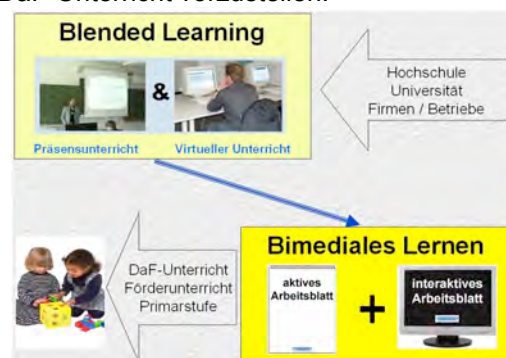 DaF-Unterricht vorzustellen.
Blended Learning
&
Präsensunterricht
Virtueller Unterricht
Hochschule
Universität
Firmen / Betriebe
DaF-Unterricht
Förderunterricht
Primarstufe
Bimediales Lernen
aktives
Arbeitsblatt
+
interaktives
Arbeitsblatt